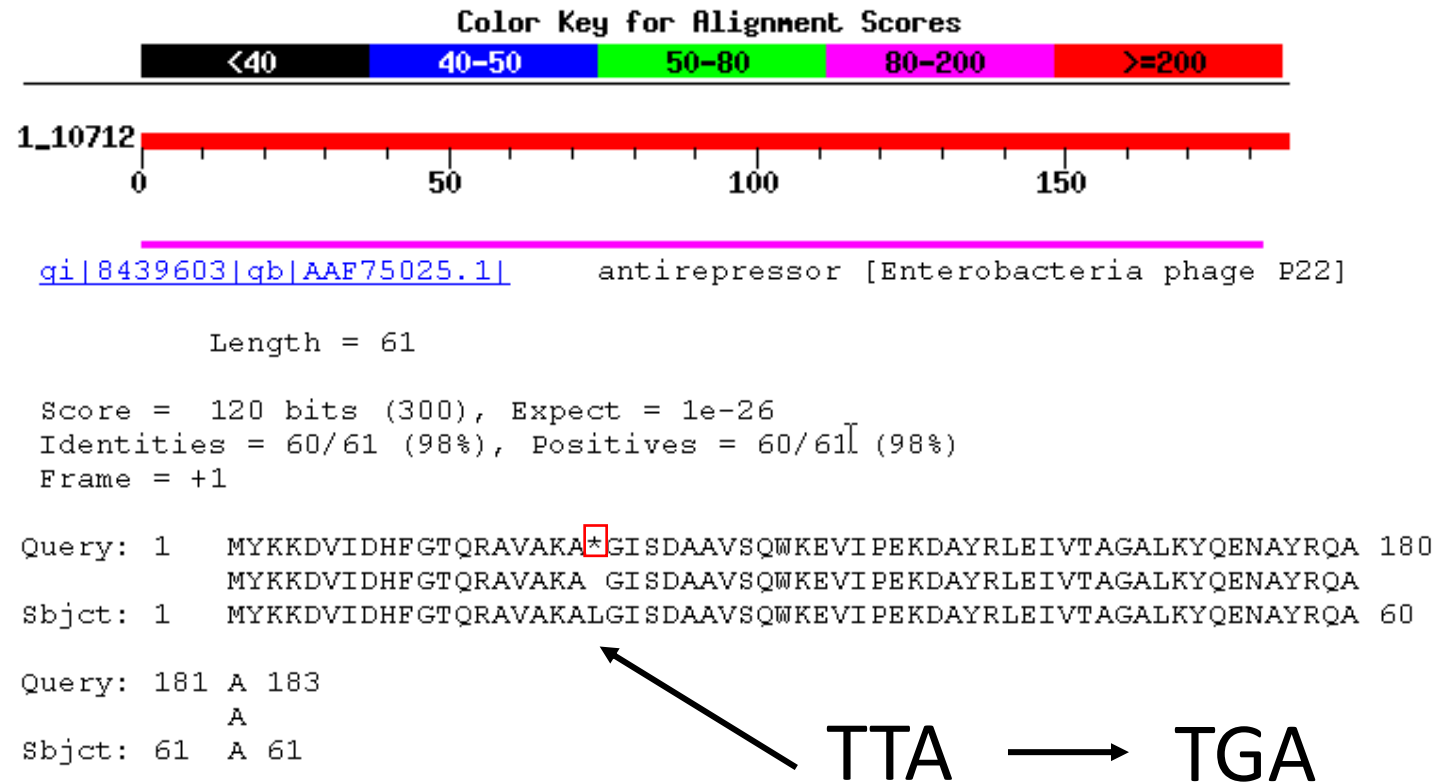 Color Key for Alignment Scores
<40 40-50 50-80 80-200 >=200
1_10712
0 50 100 150
gi|8439603|gb|AAF75025.1| antirepressor [Enterobacteria phage P22]
Length = 61
Score = 120 bits (300), Expect = 1e-26
Identities = 60/61 (98%), Positives = 60/61 (98%)
Frame = +1
Query: 1 MYKKDVIDHFGTQRAVAKA*GISDAAVSQWKEVIPEKDAYRLEIVTAGALKYQENAYRQA 180
MYKKDVIDHFGTQRAVAKA GISDAAVSQWKEVIPEKDAYRLEIVTAGALKYQENAYRQA
Sbjct: 1 MYKKDVIDHFGTQRAVAKALGISDAAVSQWKEVIPEKDAYRLEIVTAGALKYQENAYRQA 60
Query: 181 A 183
A
Sbjct: 61 A 61
TTA TGA